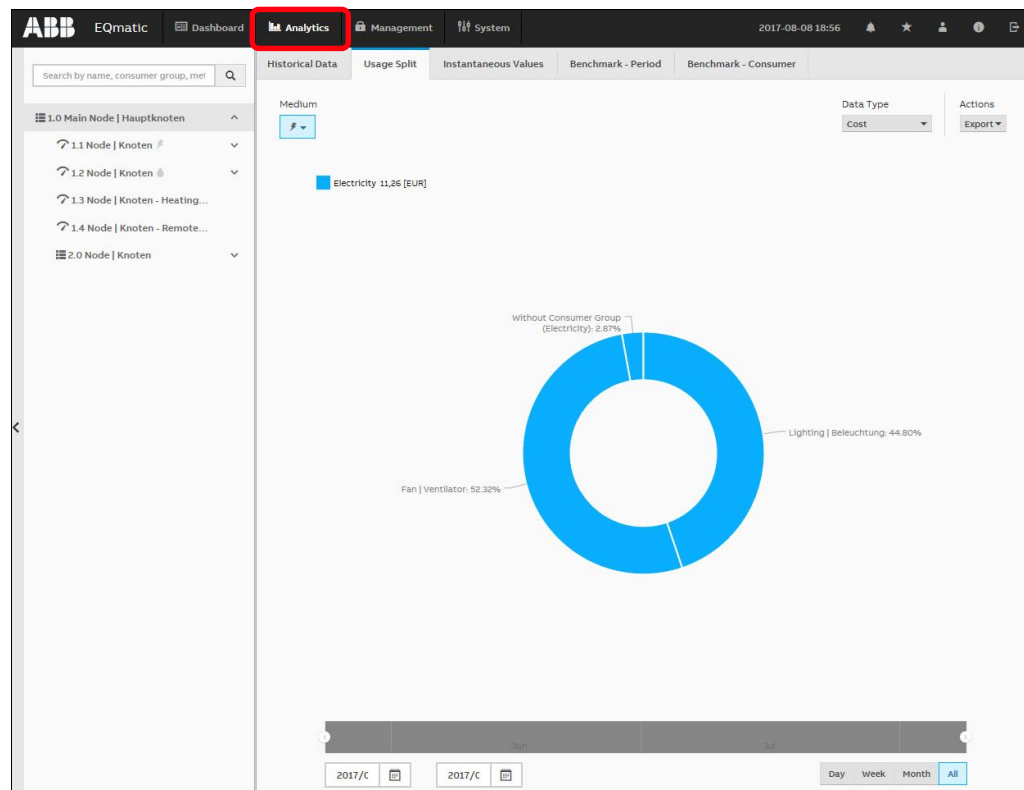 ABB EQmatic Dashboard Analytics Management System 2017-08-08 18:56
Historical Data Usage Split Instantaneous Values Benchmark - Period Benchmark - Consumer
Search by name, consumer group, met
1.0 Main Node | Hauptknoten
1.1 Node | Knoten
1.2 Node | Knoten
1.3 Node | Knoten - Heating...
1.4 Node | Knoten - Remote...
2.0 Node | Knoten
Medium
Data Type
Cost
Actions
Export
Electricity 11,26 [EUR]
Without Consumer Group
(Electricity): 2.87%
Lighting | Beleuchtung: 44.80%
Fan | Ventilator: 52.32%
Jun Jul
2017/0 2017/0
Day Week Month All